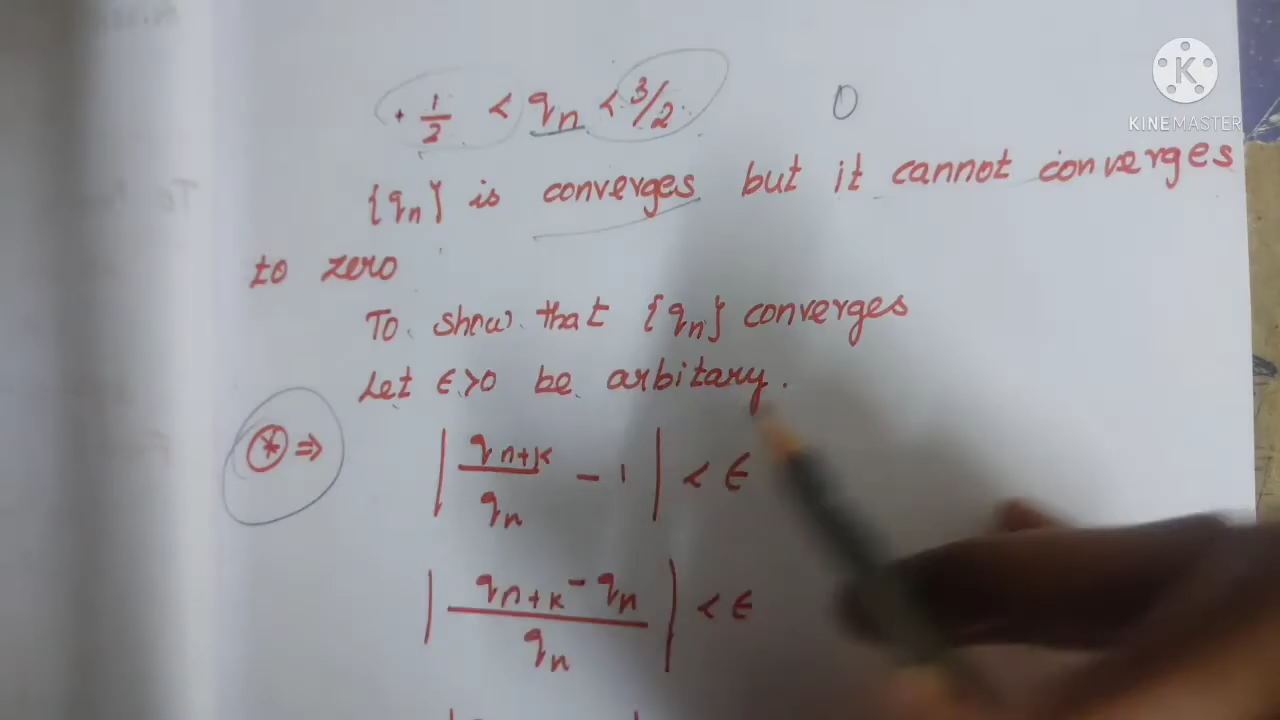 1/2 < qn < 3/2 0
K
KINEMASTER
{qn} is converges but it cannot converges
to zero
To show that {qn} converges
Let ϵ>0 be arbitary.
(*) ⇒ | qn+k / qn - 1 | < ϵ
| qn+k - qn / qn | < ϵ